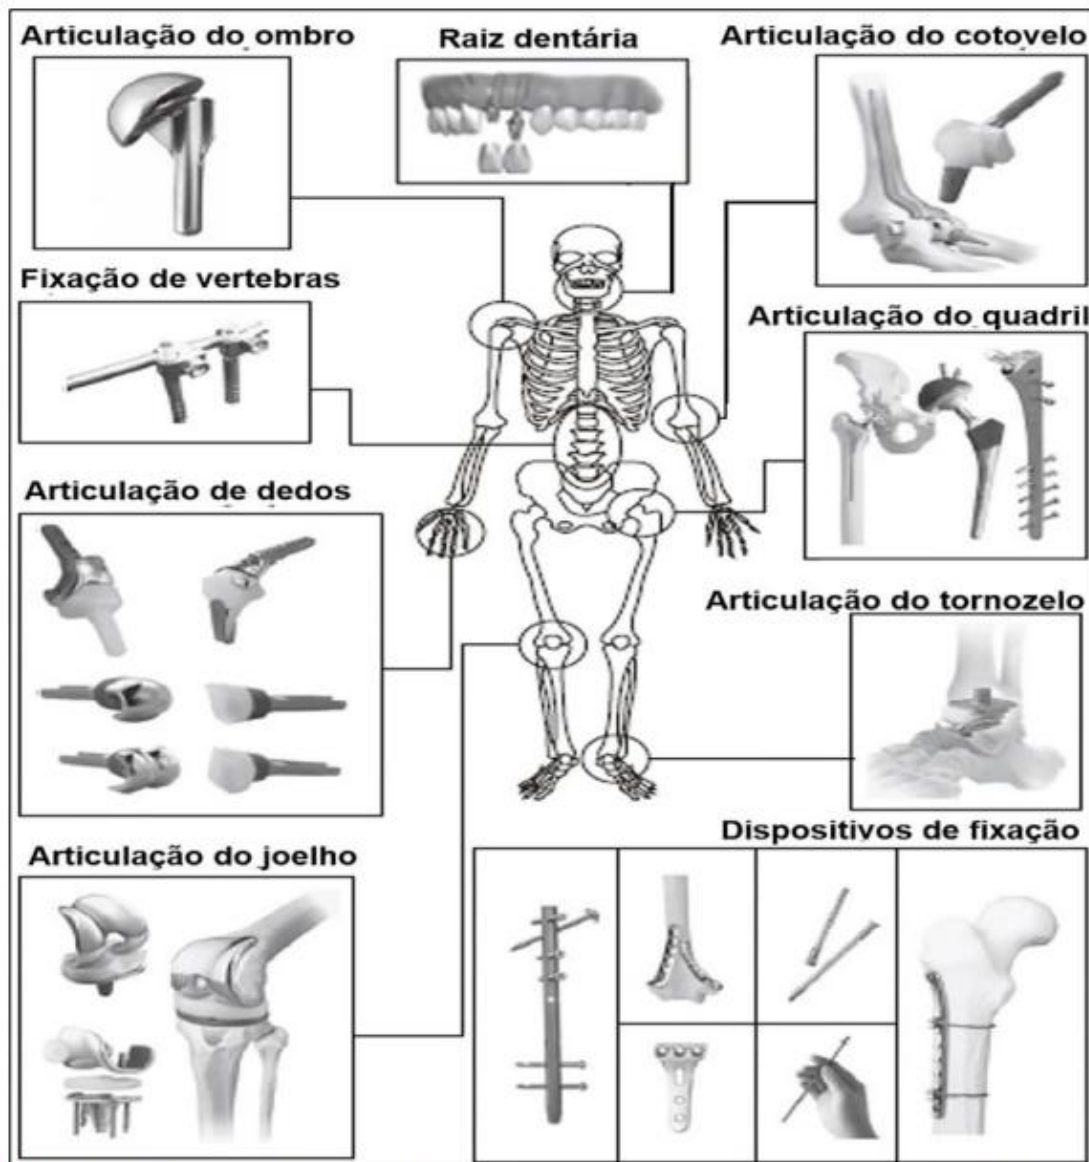 Articulação do ombro
Raiz dentária
Articulação do cotovelo
Fixação de vertebras
Articulação do quadril
Articulação de dedos
Articulação do tornozelo
Articulação do joelho
Dispositivos de fixação